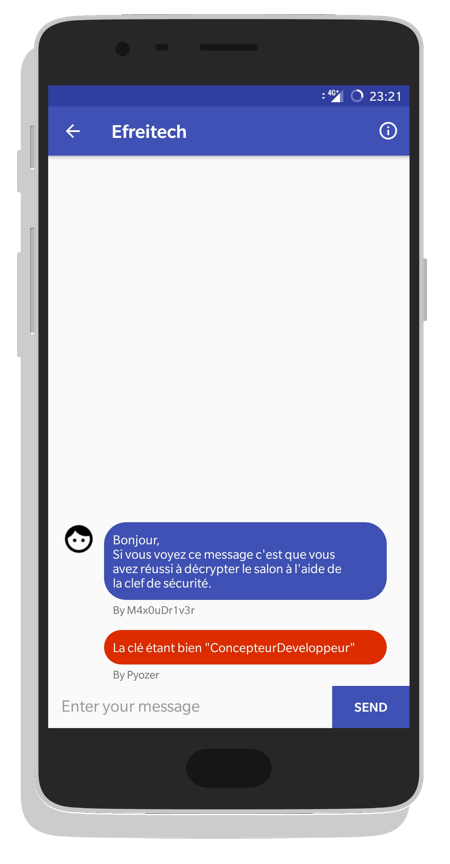 4G+ 23:21
Efreitech
Bonjour,
Si vous voyez ce message c'est que vous
avez réussi à décrypter le salon à l'aide de
la clef de sécurité.
By M4x0uDr1v3r
La clé étant bien "ConcepteurDeveloppeur"
By Pyozer
Enter your message
SEND